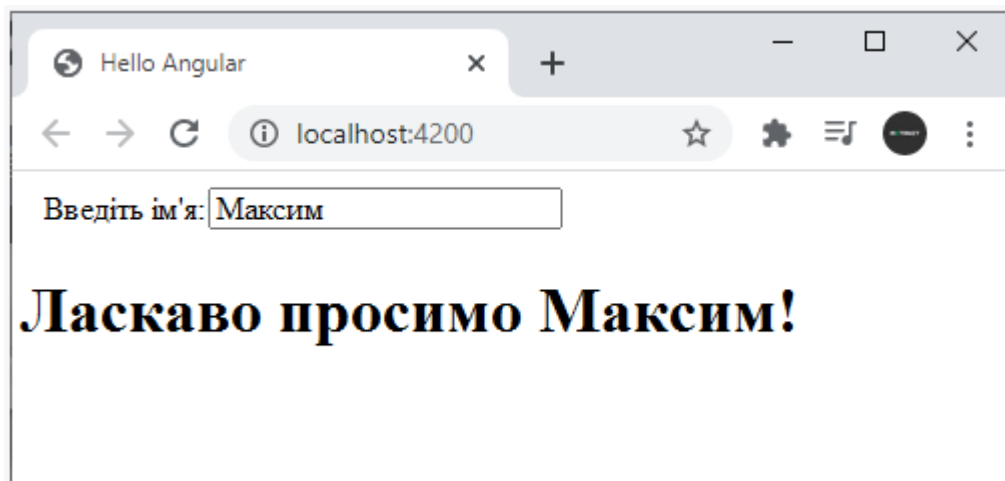 Hello Angular
localhost:4200
Введіть ім'я: Максим
Ласкаво просимо Максим!